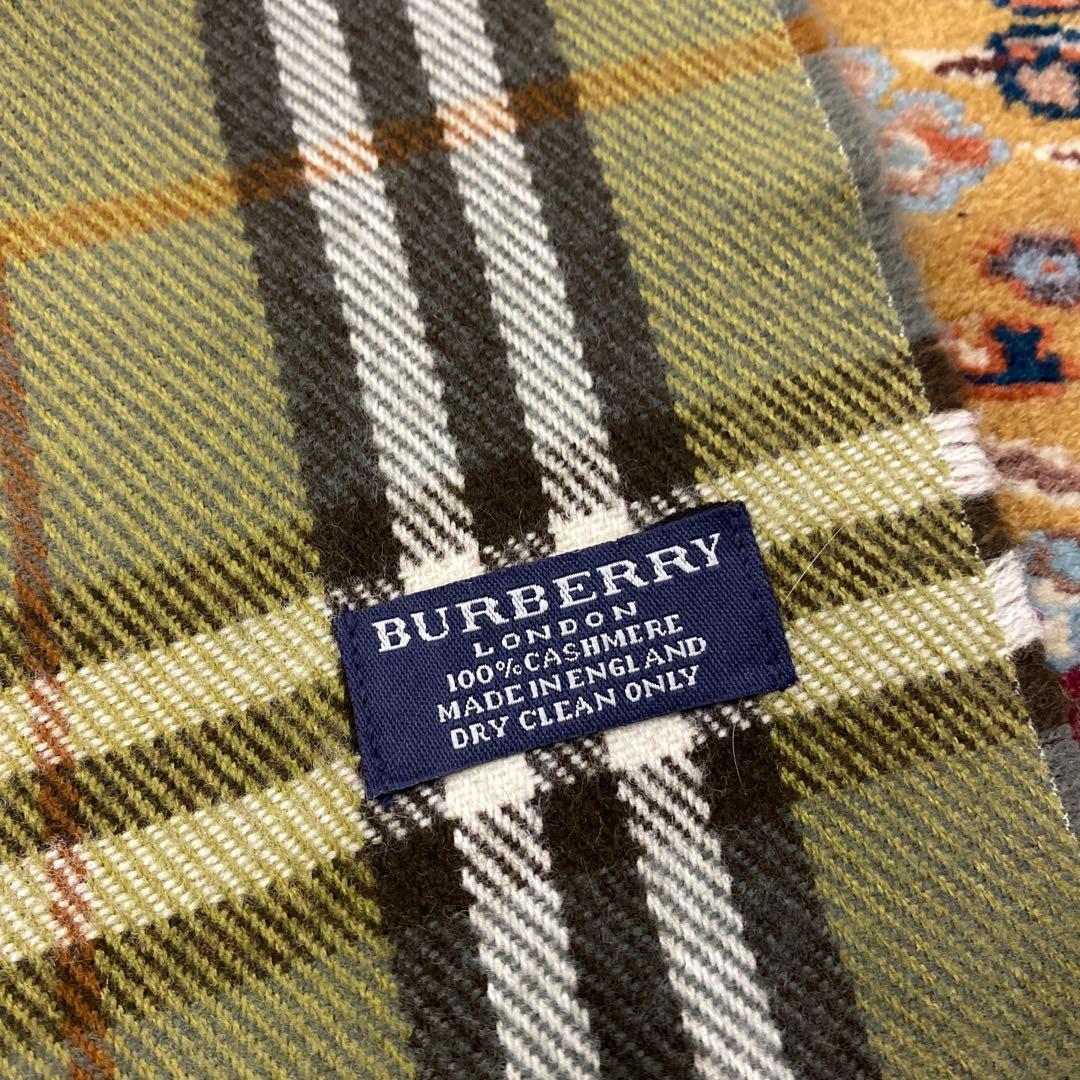 BURBERRY
LONDON
100% CASHMERE
MADE IN ENGLAND
DRY CLEAN ONLY